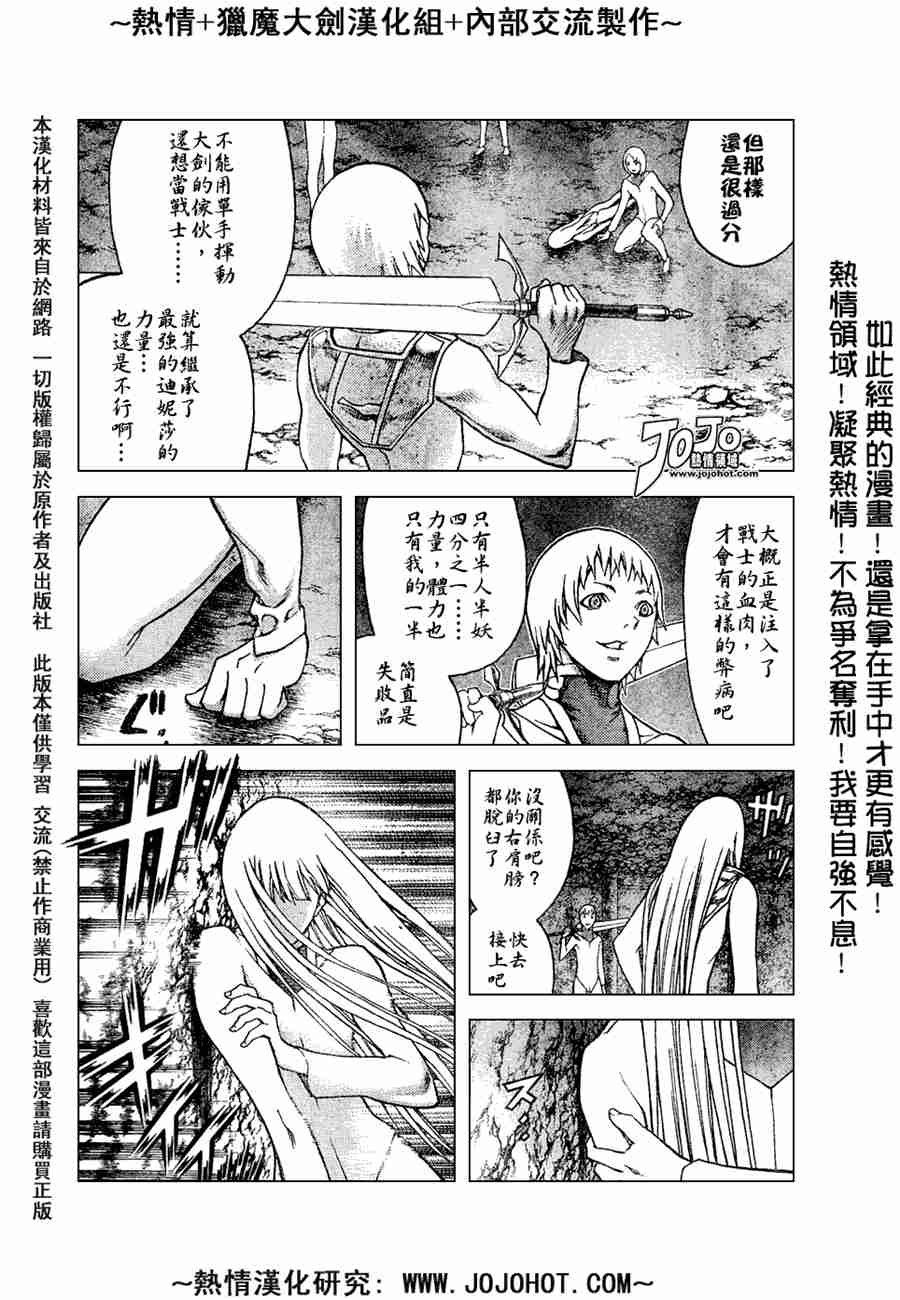 ~熱情+獵魔大劍漢化組+內部交流製作~
但那樣
還是很過分
不能用單手揮動
大劍的傢伙，
還想當戰士……
就算繼承了
最強的迪妮莎的
力量…
也還是不行啊…
JOJO
熱情領域
www.jojohot.com
大概正是注入了
戰士的血肉，
才會有這樣的弊病吧
只有半人半妖
四分之一……
力量，體力也
只有我的一半
簡直是
失敗品
ぐ…
沒關係吧？
你的右肩膀
都脫臼了
快去
接上吧
如此經典的漫畫！還是拿在手中才更有感覺！
熱情領域！凝聚熱情！不為爭名奪利！我要自強不息！
本漢化材料皆來自於網路 一切版權歸屬於原作者及出版社 此版本僅供學習 交流（禁止作商業用） 喜歡這部漫畫請購買正版
~熱情漢化研究: WWW.JOJOHOT.COM~